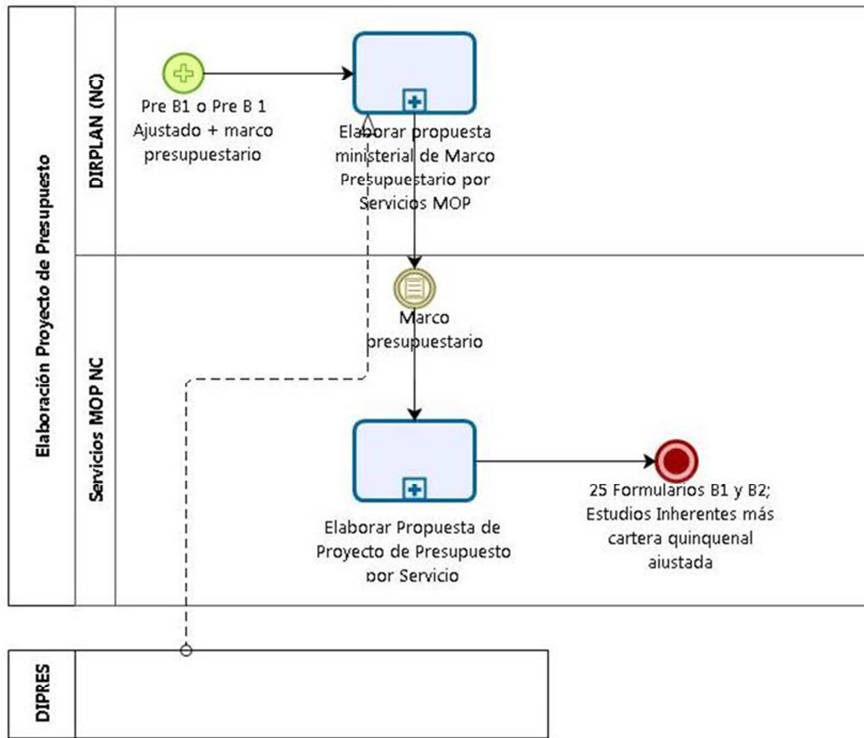 Elaboración Proyecto de Presupuesto
DIRPLAN (NC)
Pre B1 o Pre B 1
Ajustado + marco
presupuestario
Elaborar propuesta
ministerial de Marco
Presupuestario por
Servicios MOP
Servicios MOP NC
Marco
presupuestario
Elaborar Propuesta de
Proyecto de Presupuesto
por Servicio
25 Formularios B1 y B2;
Estudios Inherentes más
cartera quinquenal
aiustada
DIPRES